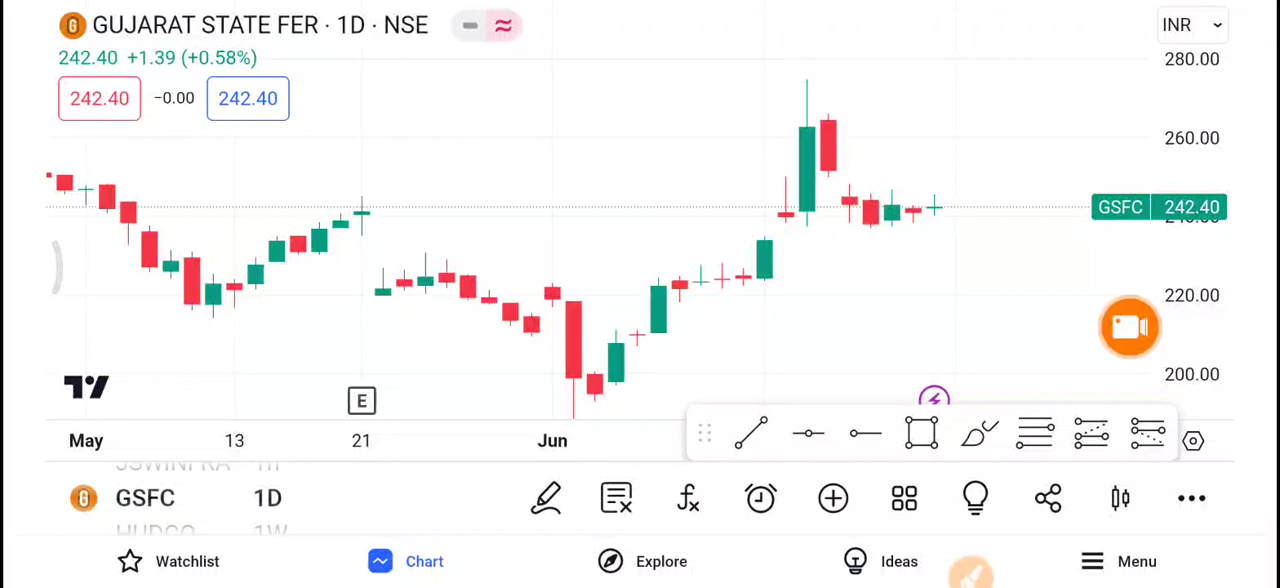 GUJARAT STATE FER · 1D · NSE
INR
242.40 +1.39 (+0.58%)
242.40 −0.00 242.40
280.00
260.00
GSFC 242.40
220.00
200.00
E
May 13 21 Jun
GSFC 1D
Watchlist Chart Explore Ideas Menu